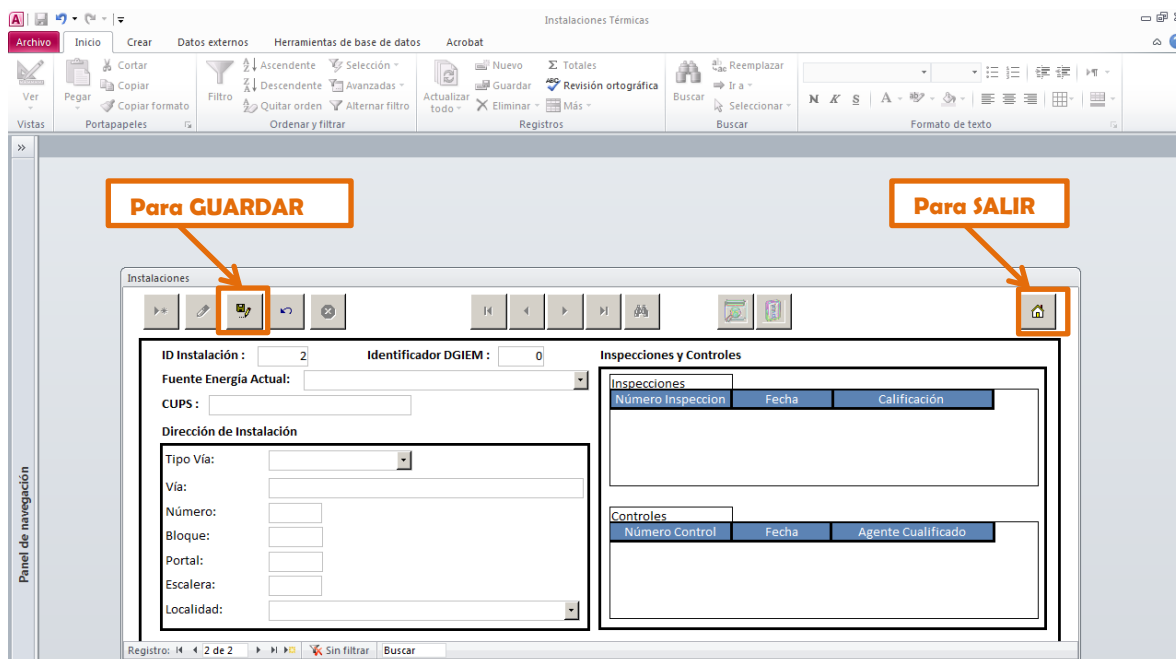 Instalaciones Térmicas
Archivo Inicio Crear Datos externos Herramientas de base de datos Acrobat
Ver
Vistas
Pegar
Cortar
Copiar
Copiar formato
Portapapeles
Filtro
Ascendente
Descendente
Quitar orden
Selección
Avanzadas
Alternar filtro
Ordenar y filtrar
Actualizar
todo
Nuevo
Guardar
Eliminar
Totales
Revisión ortográfica
Más
Registros
Buscar
Reemplazar
Ir a
Seleccionar
Buscar
N K S A
Formato de texto
Para GUARDAR
Para SALIR
Panel de navegación
Instalaciones
ID Instalación : 2 Identificador DGIEM : 0
Fuente Energía Actual:
CUPS :
Dirección de Instalación
Tipo Vía:
Vía:
Número:
Bloque:
Portal:
Escalera:
Localidad:
Inspecciones y Controles
Inspecciones
Número Inspeccion Fecha Calificación
Controles
Número Control Fecha Agente Cualificado
Registro: 2 de 2 Sin filtrar Buscar